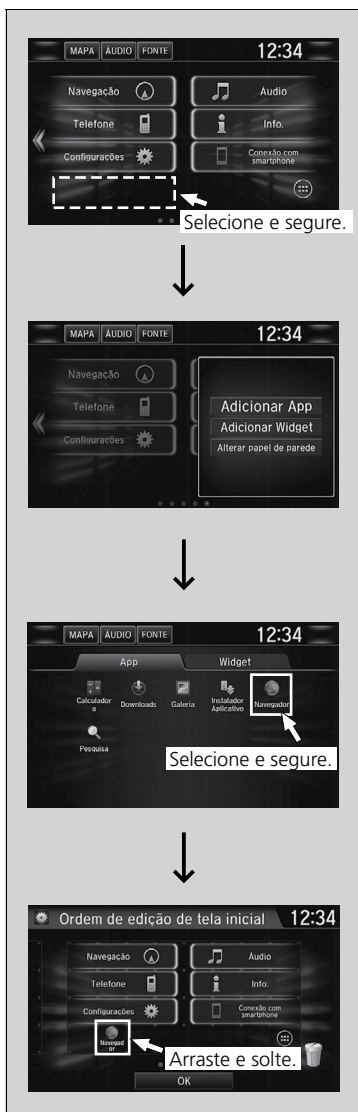 MAPA ÁUDIO FONTE 12:34
Navegação Audio
Telefone Info.
Configurações Conexão com
smartphone
Selecione e segure.
MAPA ÁUDIO FONTE 12:34
Navegação
Telefone
Configurações
Adicionar App
Adicionar Widget
Alterar papel de parede
MAPA ÁUDIO FONTE 12:34
App Widget
Calculador
a
Downloads
Galeria
Instalador
Aplicativo
Navegador
Pesquisa
Selecione e segure.
Ordem de edição de tela inicial 12:34
Navegação Audio
Telefone Info.
Configurações Conexão com
smartphone
Navegad
or
Arraste e solte.
OK